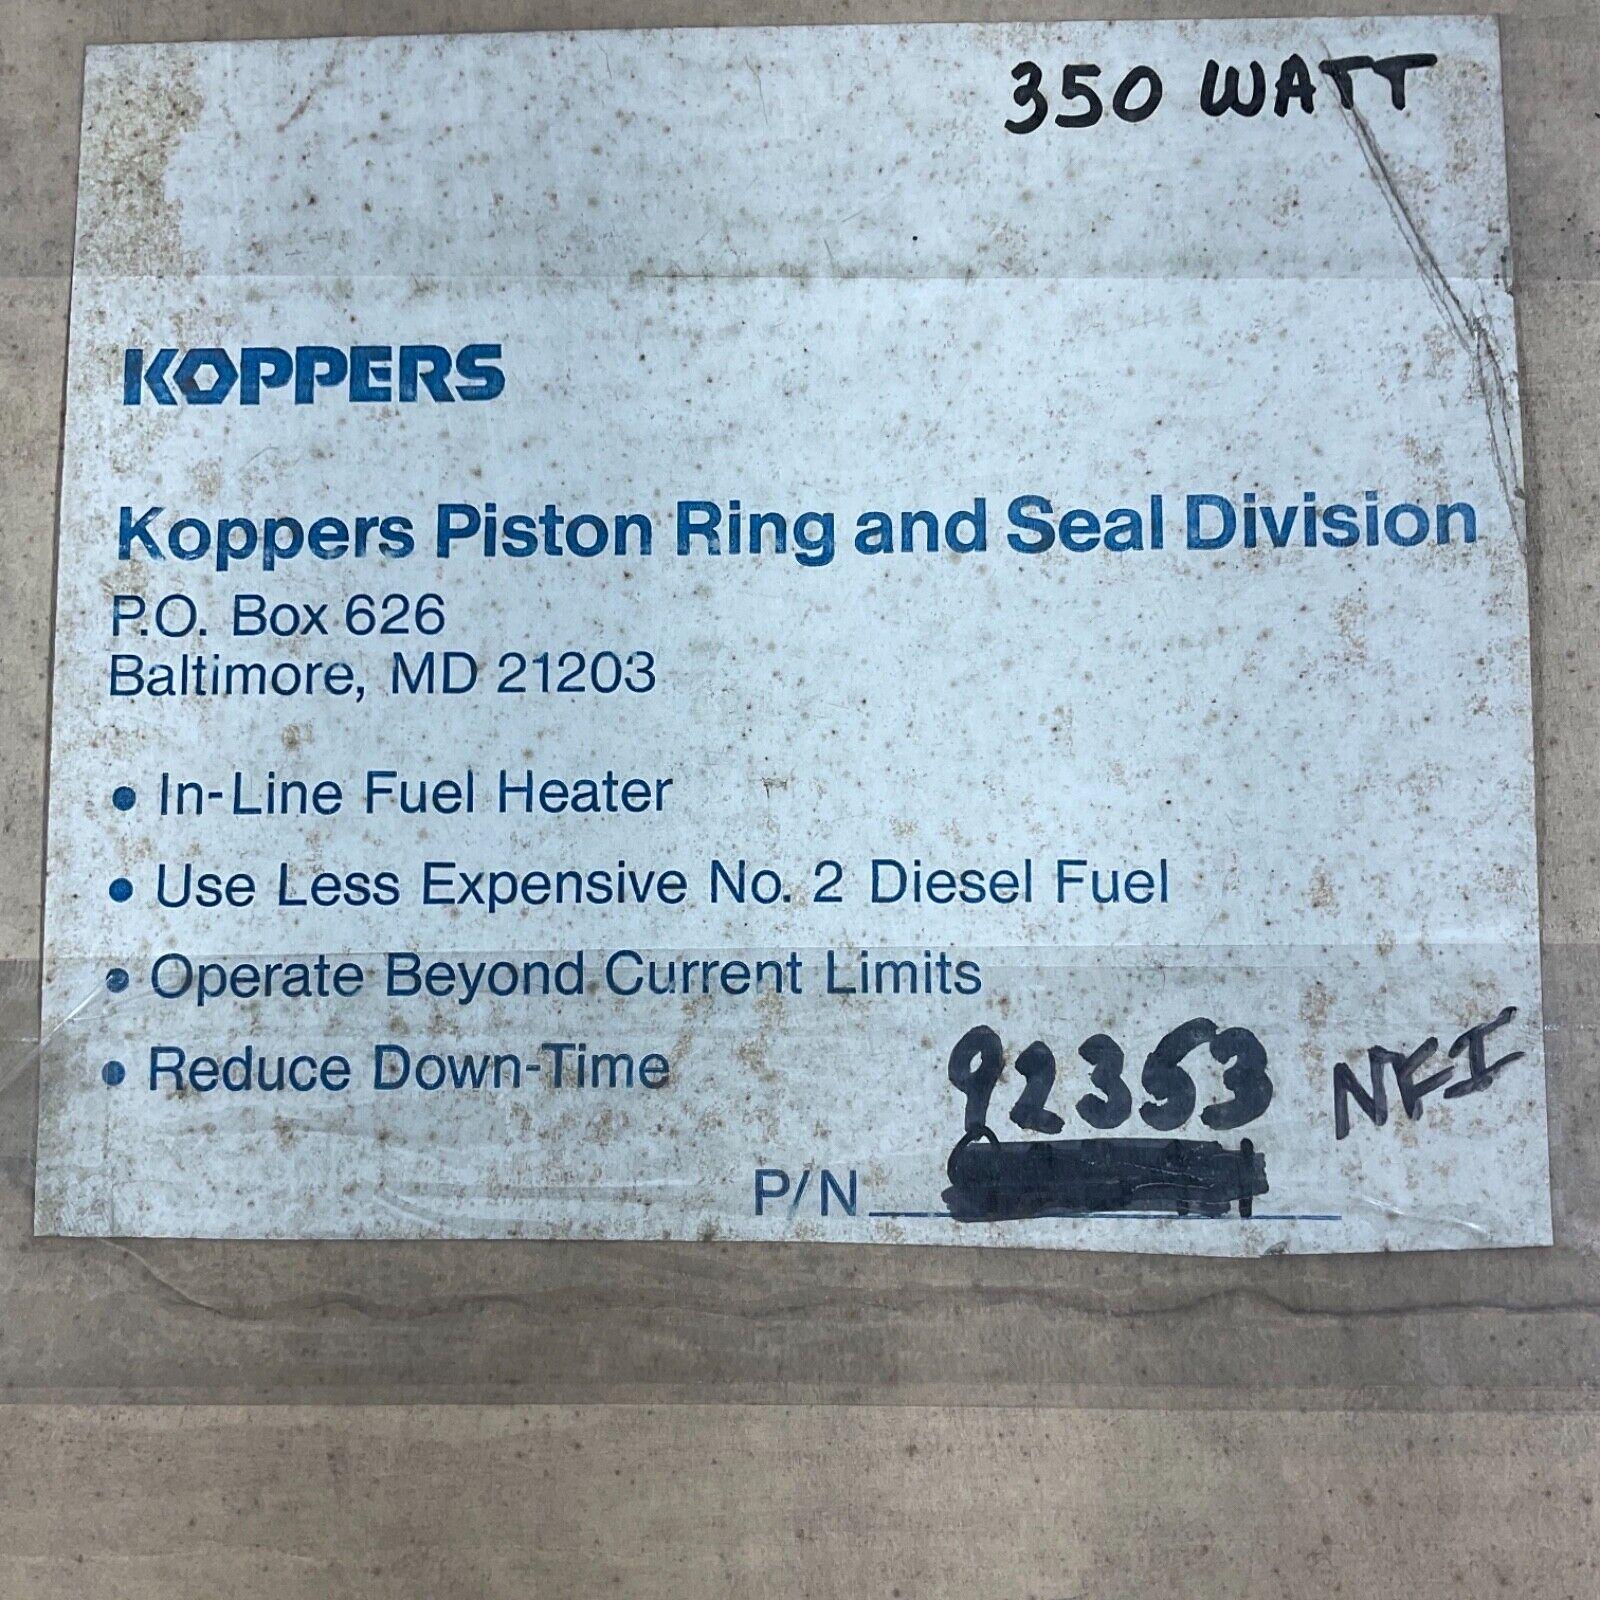 350 WATT
KOPPERS
Koppers Piston Ring and Seal Division
P.O. Box 626
Baltimore, MD 21203
• In-Line Fuel Heater
• Use Less Expensive No. 2 Diesel Fuel
• Operate Beyond Current Limits
• Reduce Down-Time
92353 NFI
P/N